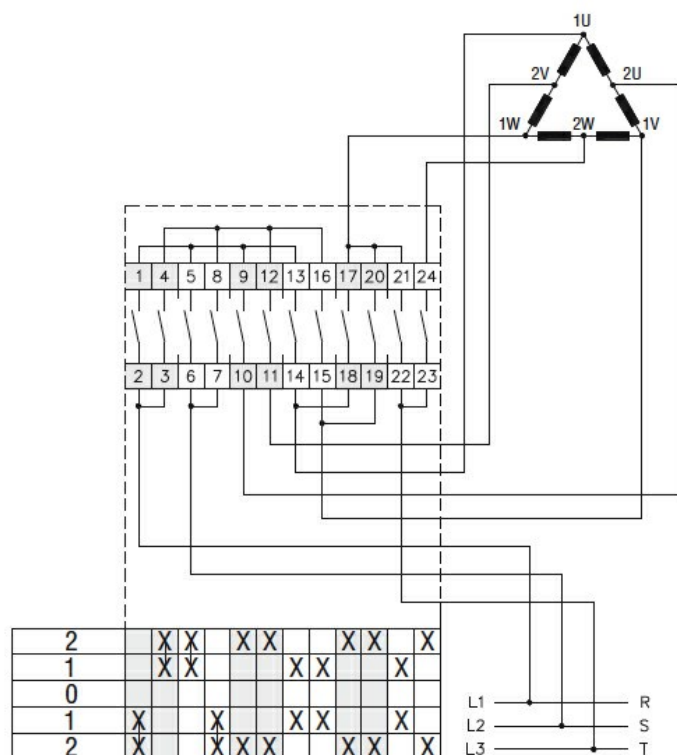 1U
2V 2U
1W 2W 1V
1 4 5 8 9 12 13 16 17 20 21 24
2 3 6 7 10 11 14 15 18 19 22 23
2 X X X X X X X
1 X X X X X
0
1 X X X X X
2 X X X X X X X
L1 R
L2 S
L3 T